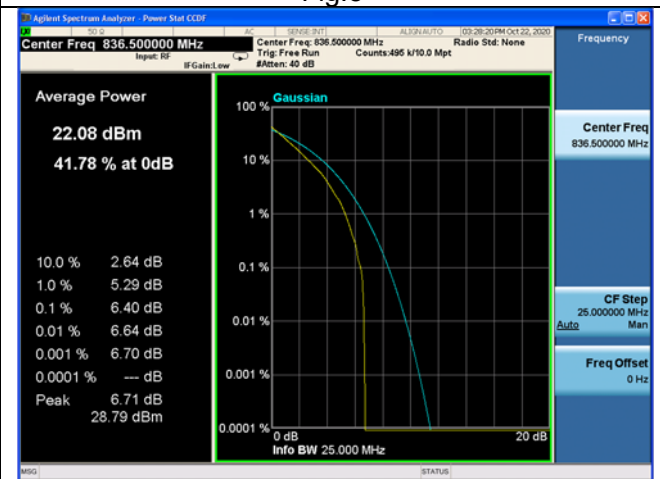 Agilent Spectrum Analyzer - Power Stat CCDF
50 Ω AC SENSE:INT ALIGN AUTO 03:28:20 PM Oct 22, 2020
Center Freq 836.500000 MHz
Input: RF
IFGain:Low
Center Freq: 836.500000 MHz
Trig: Free Run Counts:495 k/10.0 Mpt
#Atten: 40 dB
Radio Std: None
Frequency
Average Power
22.08 dBm
41.78 % at 0dB
10.0 % 2.64 dB
1.0 % 5.29 dB
0.1 % 6.40 dB
0.01 % 6.64 dB
0.001 % 6.70 dB
0.0001 % --- dB
Peak 6.71 dB
28.79 dBm
Gaussian
100 %
10 %
1 %
0.1 %
0.01 %
0.001 %
0.0001 %
0 dB 20 dB
Info BW 25.000 MHz
Center Freq
836.500000 MHz
CF Step
25.000000 MHz
Auto Man
Freq Offset
0 Hz
MSG STATUS